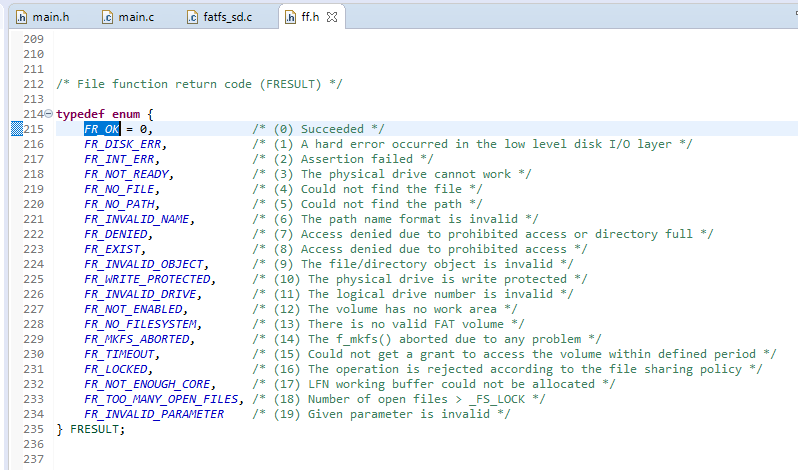 main.h main.c fatfs_sd.c ff.h
209
210
211
212 /* File function return code (FRESULT) */
213
214 typedef enum {
215 FR_OK = 0, /* (0) Succeeded */
216 FR_DISK_ERR, /* (1) A hard error occurred in the low level disk I/O layer */
217 FR_INT_ERR, /* (2) Assertion failed */
218 FR_NOT_READY, /* (3) The physical drive cannot work */
219 FR_NO_FILE, /* (4) Could not find the file */
220 FR_NO_PATH, /* (5) Could not find the path */
221 FR_INVALID_NAME, /* (6) The path name format is invalid */
222 FR_DENIED, /* (7) Access denied due to prohibited access or directory full */
223 FR_EXIST, /* (8) Access denied due to prohibited access */
224 FR_INVALID_OBJECT, /* (9) The file/directory object is invalid */
225 FR_WRITE_PROTECTED, /* (10) The physical drive is write protected */
226 FR_INVALID_DRIVE, /* (11) The logical drive number is invalid */
227 FR_NOT_ENABLED, /* (12) The volume has no work area */
228 FR_NO_FILESYSTEM, /* (13) There is no valid FAT volume */
229 FR_MKFS_ABORTED, /* (14) The f_mkfs() aborted due to any problem */
230 FR_TIMEOUT, /* (15) Could not get a grant to access the volume within defined period */
231 FR_LOCKED, /* (16) The operation is rejected according to the file sharing policy */
232 FR_NOT_ENOUGH_CORE, /* (17) LFN working buffer could not be allocated */
233 FR_TOO_MANY_OPEN_FILES, /* (18) Number of open files > _FS_LOCK */
234 FR_INVALID_PARAMETER /* (19) Given parameter is invalid */
235 } FRESULT;
236
237